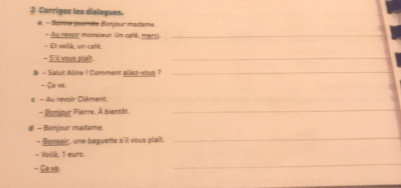 2 Corrigez les dialogues.
a – Bonne journée Bonjour madame.
– Au revoir monsieur. Un café, merci.
– Et voilà, un café.
– S'il vous plaît.
b – Salut Aline ! Comment allez-vous ?
– Ça va.
c – Au revoir Clément.
– Bonjour Pierre. À bientôt.
d – Bonjour madame.
– Bonsoir, une baguette s'il vous plaît.
– Voilà, 1 euro.
– Ça va.